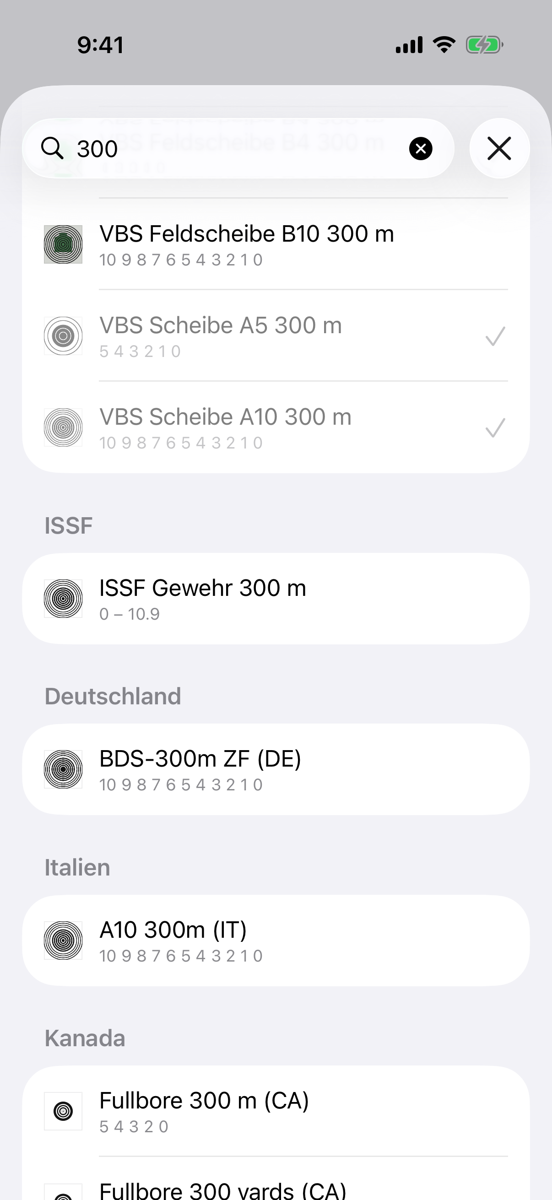 9:41
300
VBS Feldscheibe B4 300 m
VBS Feldscheibe B10 300 m
10 9 8 7 6 5 4 3 2 1 0
VBS Scheibe A5 300 m
5 4 3 2 1 0
VBS Scheibe A10 300 m
10 9 8 7 6 5 4 3 2 1 0
ISSF
ISSF Gewehr 300 m
0 – 10.9
Deutschland
BDS-300m ZF (DE)
10 9 8 7 6 5 4 3 2 1 0
Italien
A10 300m (IT)
10 9 8 7 6 5 4 3 2 1 0
Kanada
Fullbore 300 m (CA)
5 4 3 2 0
Fullbore 300 yards (CA)